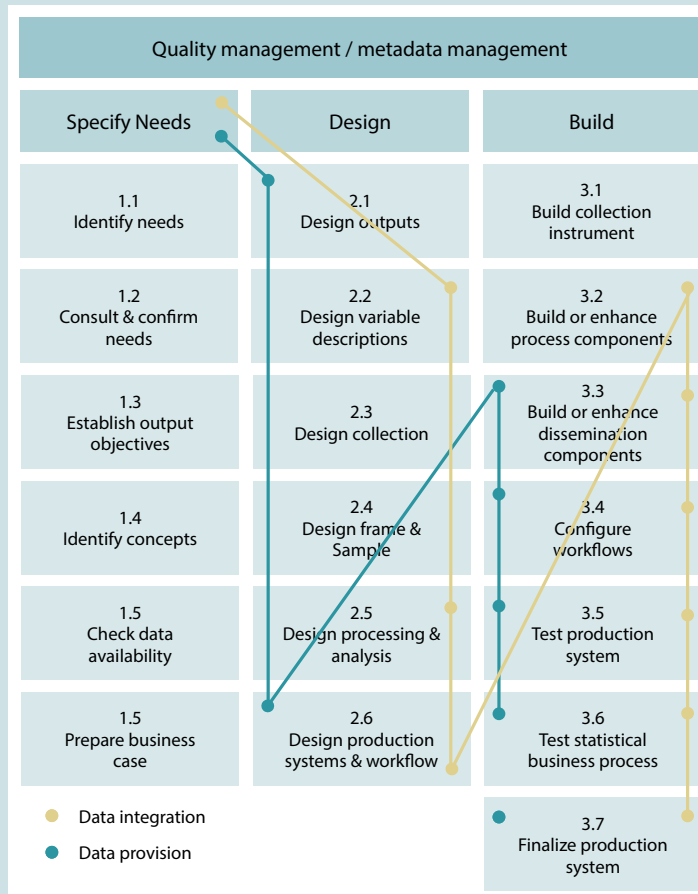 Quality management / metadata management
Specify Needs
Design
Build
1.1
Identify needs
2.1
Design outputs
3.1
Build collection
instrument
1.2
Consult & confirm
needs
2.2
Design variable
descriptions
3.2
Build or enhance
process components
1.3
Establish output
objectives
2.3
Design collection
3.3
Build or enhance
dissemination
components
1.4
Identify concepts
2.4
Design frame &
Sample
3.4
Configure
workflows
1.5
Check data
availability
2.5
Design processing &
analysis
3.5
Test production
system
1.5
Prepare business
case
2.6
Design production
systems & workflow
3.6
Test statistical
business process
Data integration
Data provision
3.7
Finalize production
system